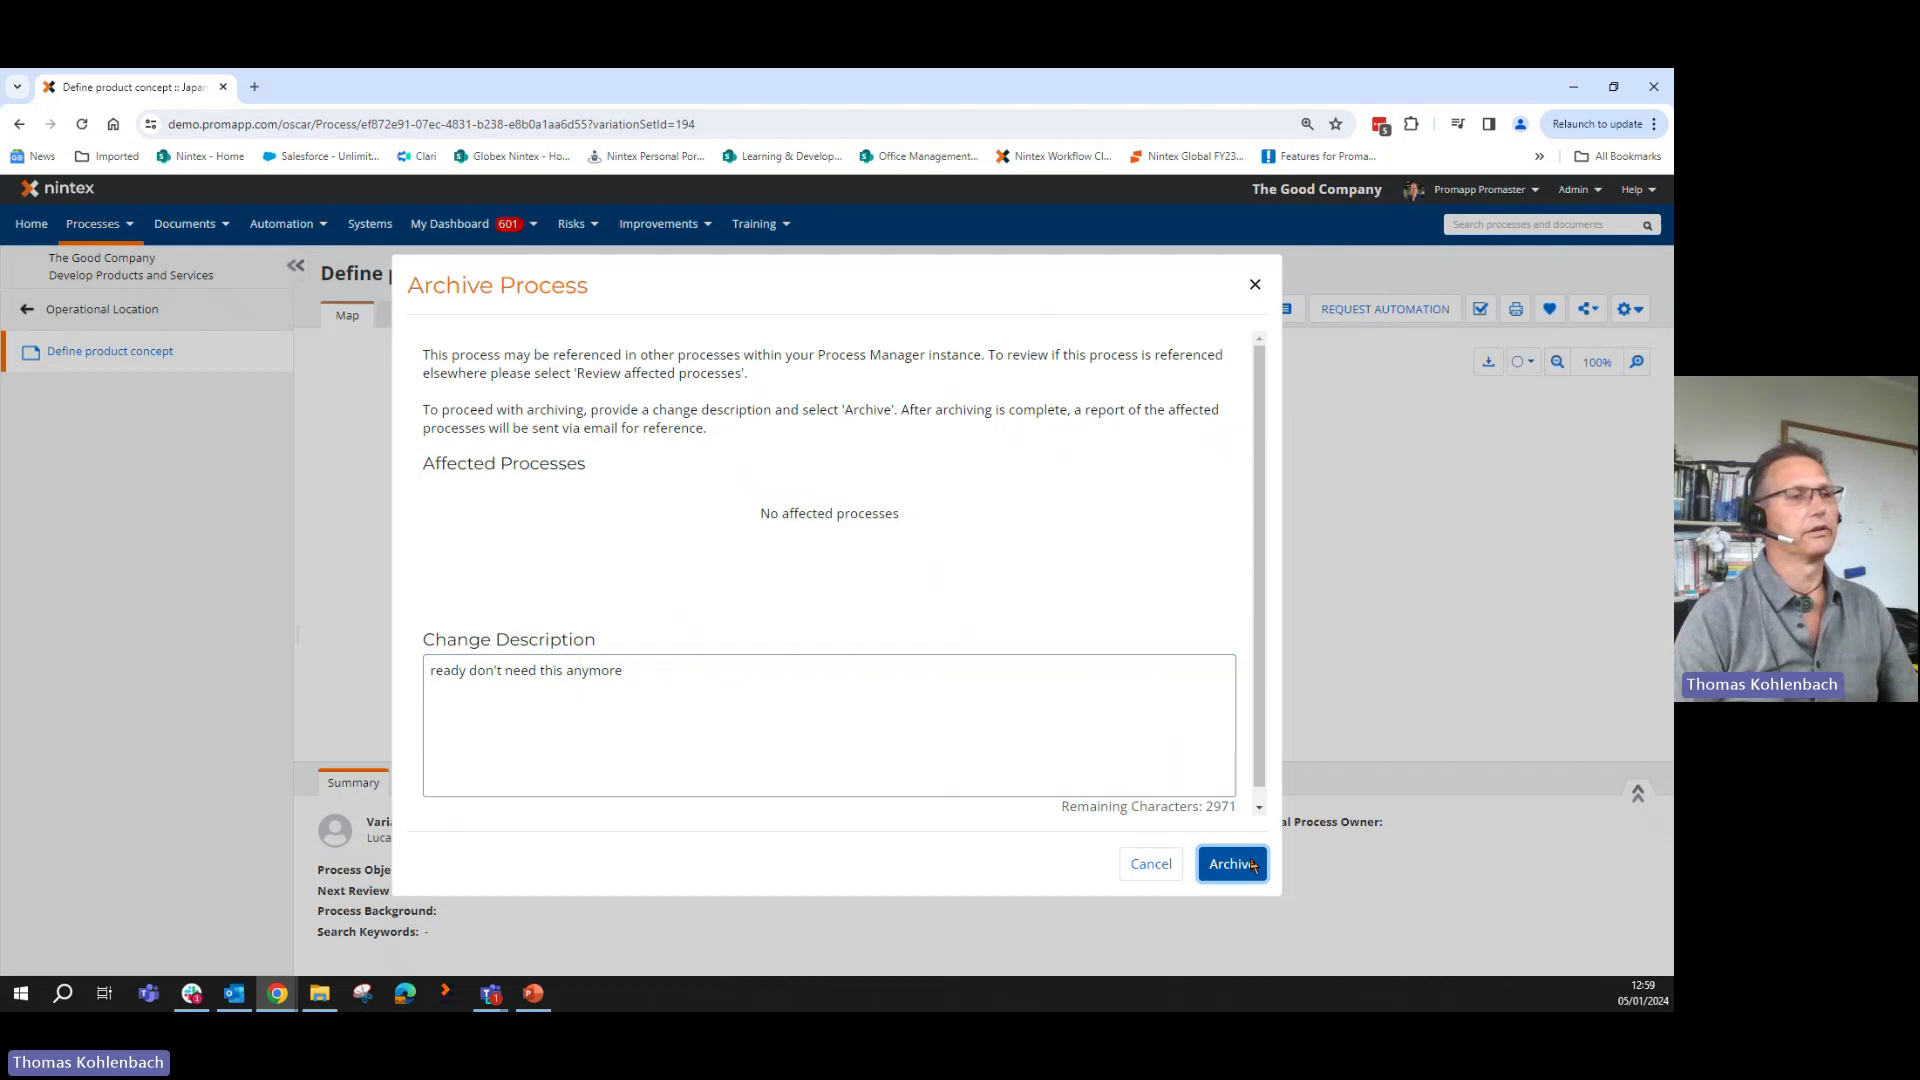 Define product concept :: Japa
demo.promapp.com/oscar/Process/ef872e91-07ec-4831-b238-e8b0a1aa6d55?variationSetId=194
5
Relaunch to update
News
Imported
Nintex - Home
Salesforce - Unlimit...
Clari
Globex Nintex - Ho...
Nintex Personal Por...
Learning & Develop...
Office Management...
Nintex Workflow Cl...
Nintex Global FY23...
Features for Proma...
All Bookmarks
nintex
The Good Company
Promapp Promaster
Admin
Help
Home
Processes
Documents
Automation
Systems
My Dashboard 601
Risks
Improvements
Training
Search processes and documents
The Good Company
Develop Products and Services
Operational Location
Define product concept
Define
Map
REQUEST AUTOMATION
100%
Archive Process
This process may be referenced in other processes within your Process Manager instance. To review if this process is referenced
elsewhere please select 'Review affected processes'.
To proceed with archiving, provide a change description and select 'Archive'. After archiving is complete, a report of the affected
processes will be sent via email for reference.
Affected Processes
No affected processes
Change Description
ready don't need this anymore
Remaining Characters: 2971
Cancel
Archive
Summary
Vari
Luca
al Process Owner:
Process Obje
Next Review
Process Background:
Search Keywords: -
12:59
05/01/2024
Thomas Kohlenbach
Thomas Kohlenbach